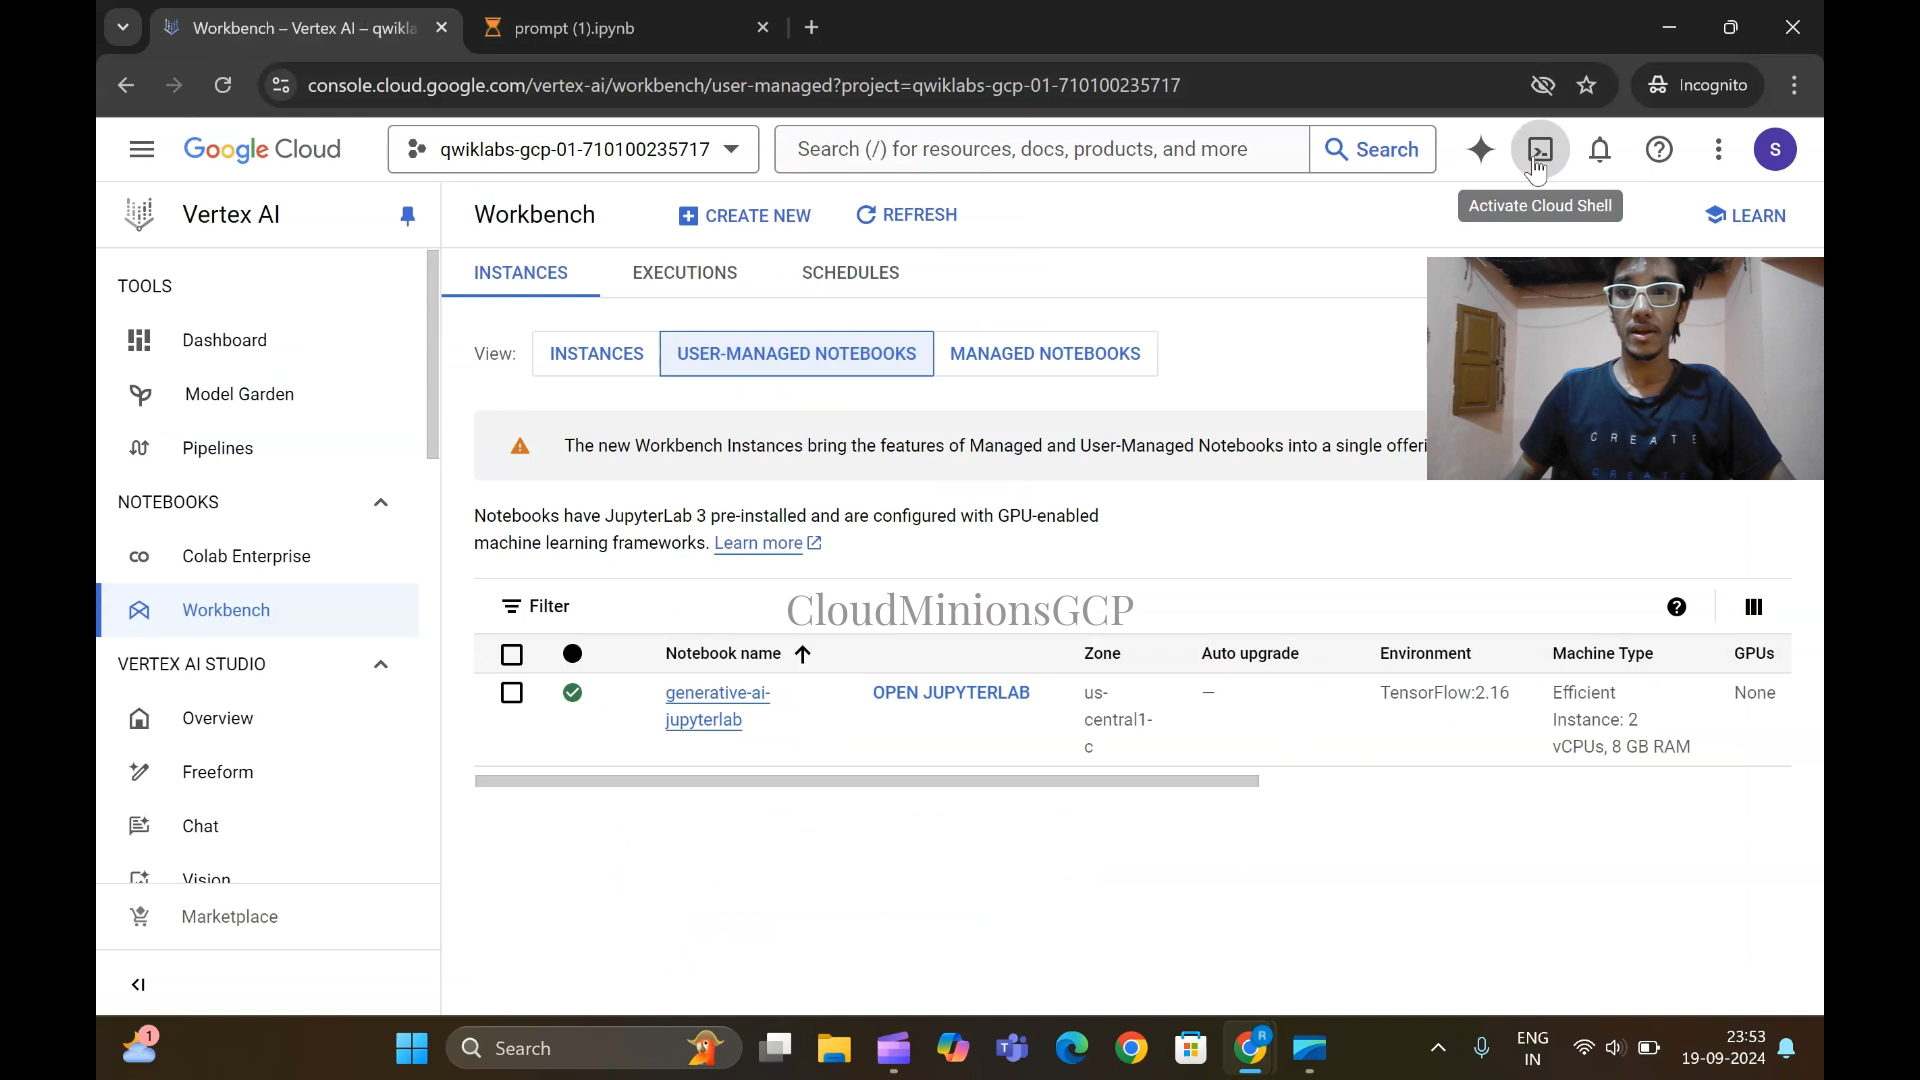 Workbench – Vertex AI – qwikla
prompt (1).ipynb
console.cloud.google.com/vertex-ai/workbench/user-managed?project=qwiklabs-gcp-01-710100235717
Incognito
Google Cloud
qwiklabs-gcp-01-710100235717
Search (/) for resources, docs, products, and more
Search
S
Activate Cloud Shell
Vertex AI
Workbench
CREATE NEW
REFRESH
LEARN
INSTANCES
EXECUTIONS
SCHEDULES
TOOLS
Dashboard
Model Garden
Pipelines
NOTEBOOKS
Colab Enterprise
Workbench
VERTEX AI STUDIO
Overview
Freeform
Chat
Vision
Marketplace
View:
INSTANCES
USER-MANAGED NOTEBOOKS
MANAGED NOTEBOOKS
The new Workbench Instances bring the features of Managed and User-Managed Notebooks into a single offeri
CREATE
CREATE
Notebooks have JupyterLab 3 pre-installed and are configured with GPU-enabled
machine learning frameworks. Learn more
Filter
CloudMinionsGCP
Notebook name
Zone
Auto upgrade
Environment
Machine Type
GPUs
generative-ai-
jupyterlab
OPEN JUPYTERLAB
us-
central1-
c
—
TensorFlow:2.16
Efficient
Instance: 2
vCPUs, 8 GB RAM
None
1
Search
R
ENG
IN
23:53
19-09-2024